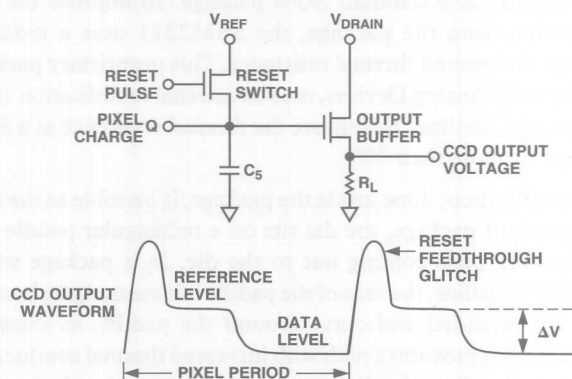 VREF
VDRAIN
RESET PULSE
RESET SWITCH
PIXEL CHARGE Q
OUTPUT BUFFER
CCD OUTPUT VOLTAGE
C5
RL
RESET FEEDTHROUGH GLITCH
CCD OUTPUT WAVEFORM
REFERENCE LEVEL
DATA LEVEL
ΔV
PIXEL PERIOD